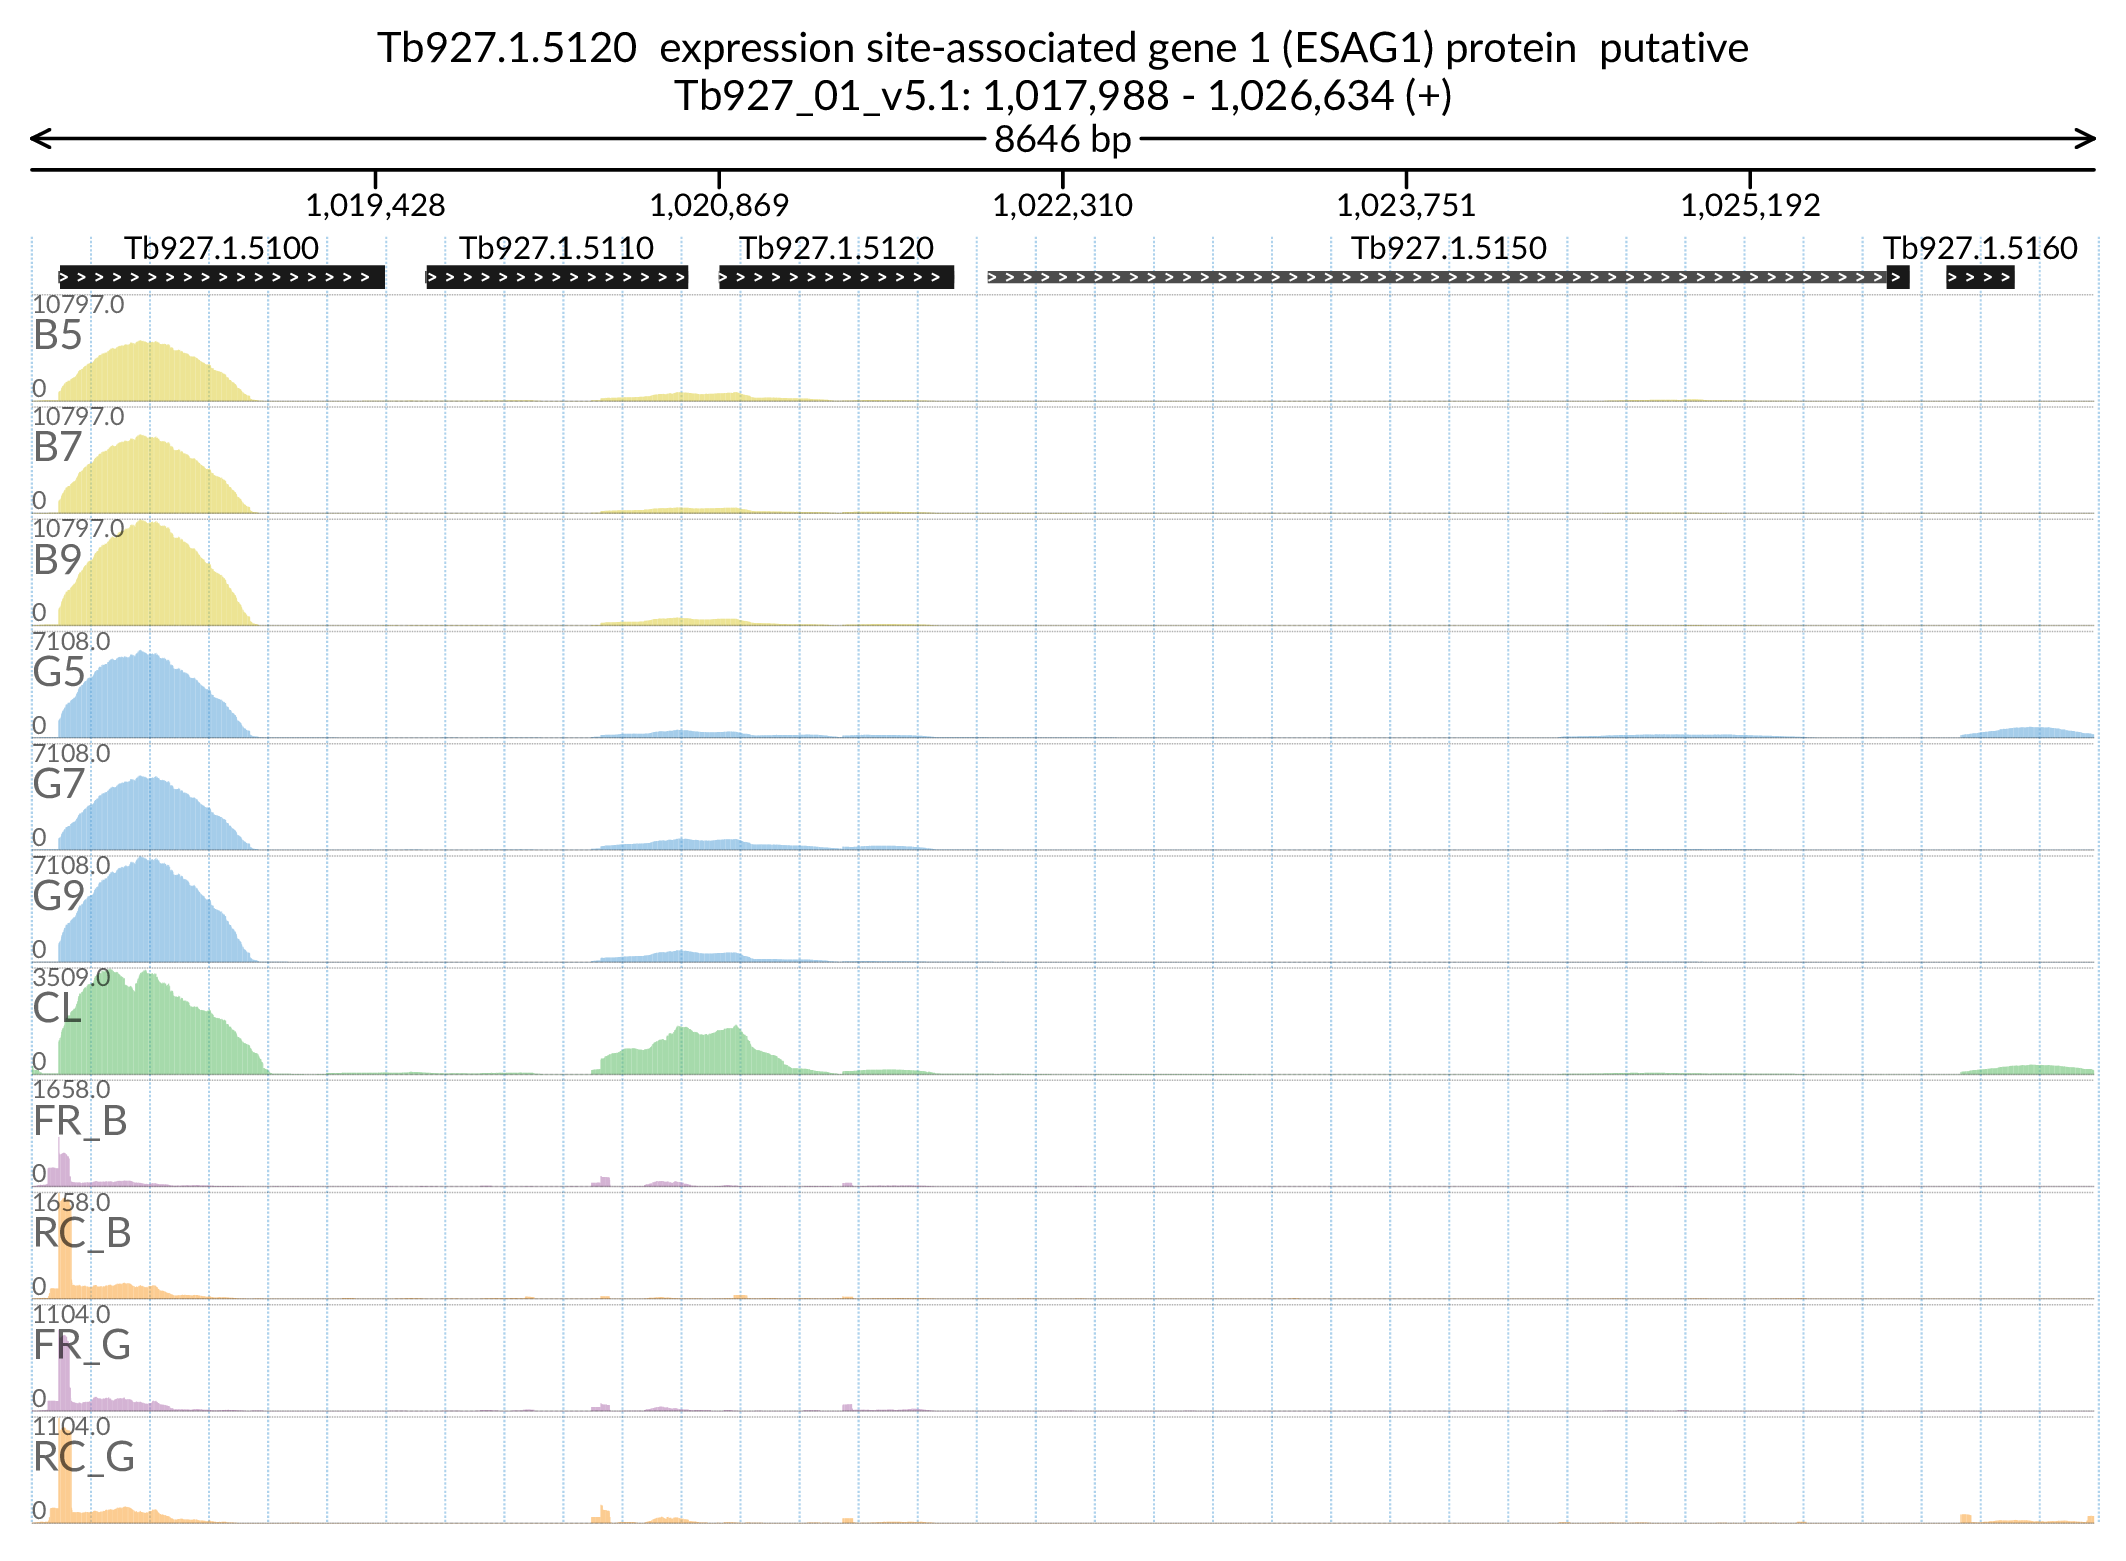 Tb927.1.5120  expression site-associated gene 1 (ESAG1) protein  putative
Tb927_01_v5.1: 1,017,988 - 1,026,634 (+)
8646 bp
1,019,428 1,020,869 1,022,310 1,023,751 1,025,192
Tb927.1.5100 Tb927.1.5110 Tb927.1.5120 Tb927.1.5150 Tb927.1.5160
10797.0
B5
0
10797.0
B7
0
10797.0
B9
0
7108.0
G5
0
7108.0
G7
0
7108.0
G9
0
3509.0
CL
0
1658.0
FR_B
0
1658.0
RC_B
0
1104.0
FR_G
0
1104.0
RC_G
0